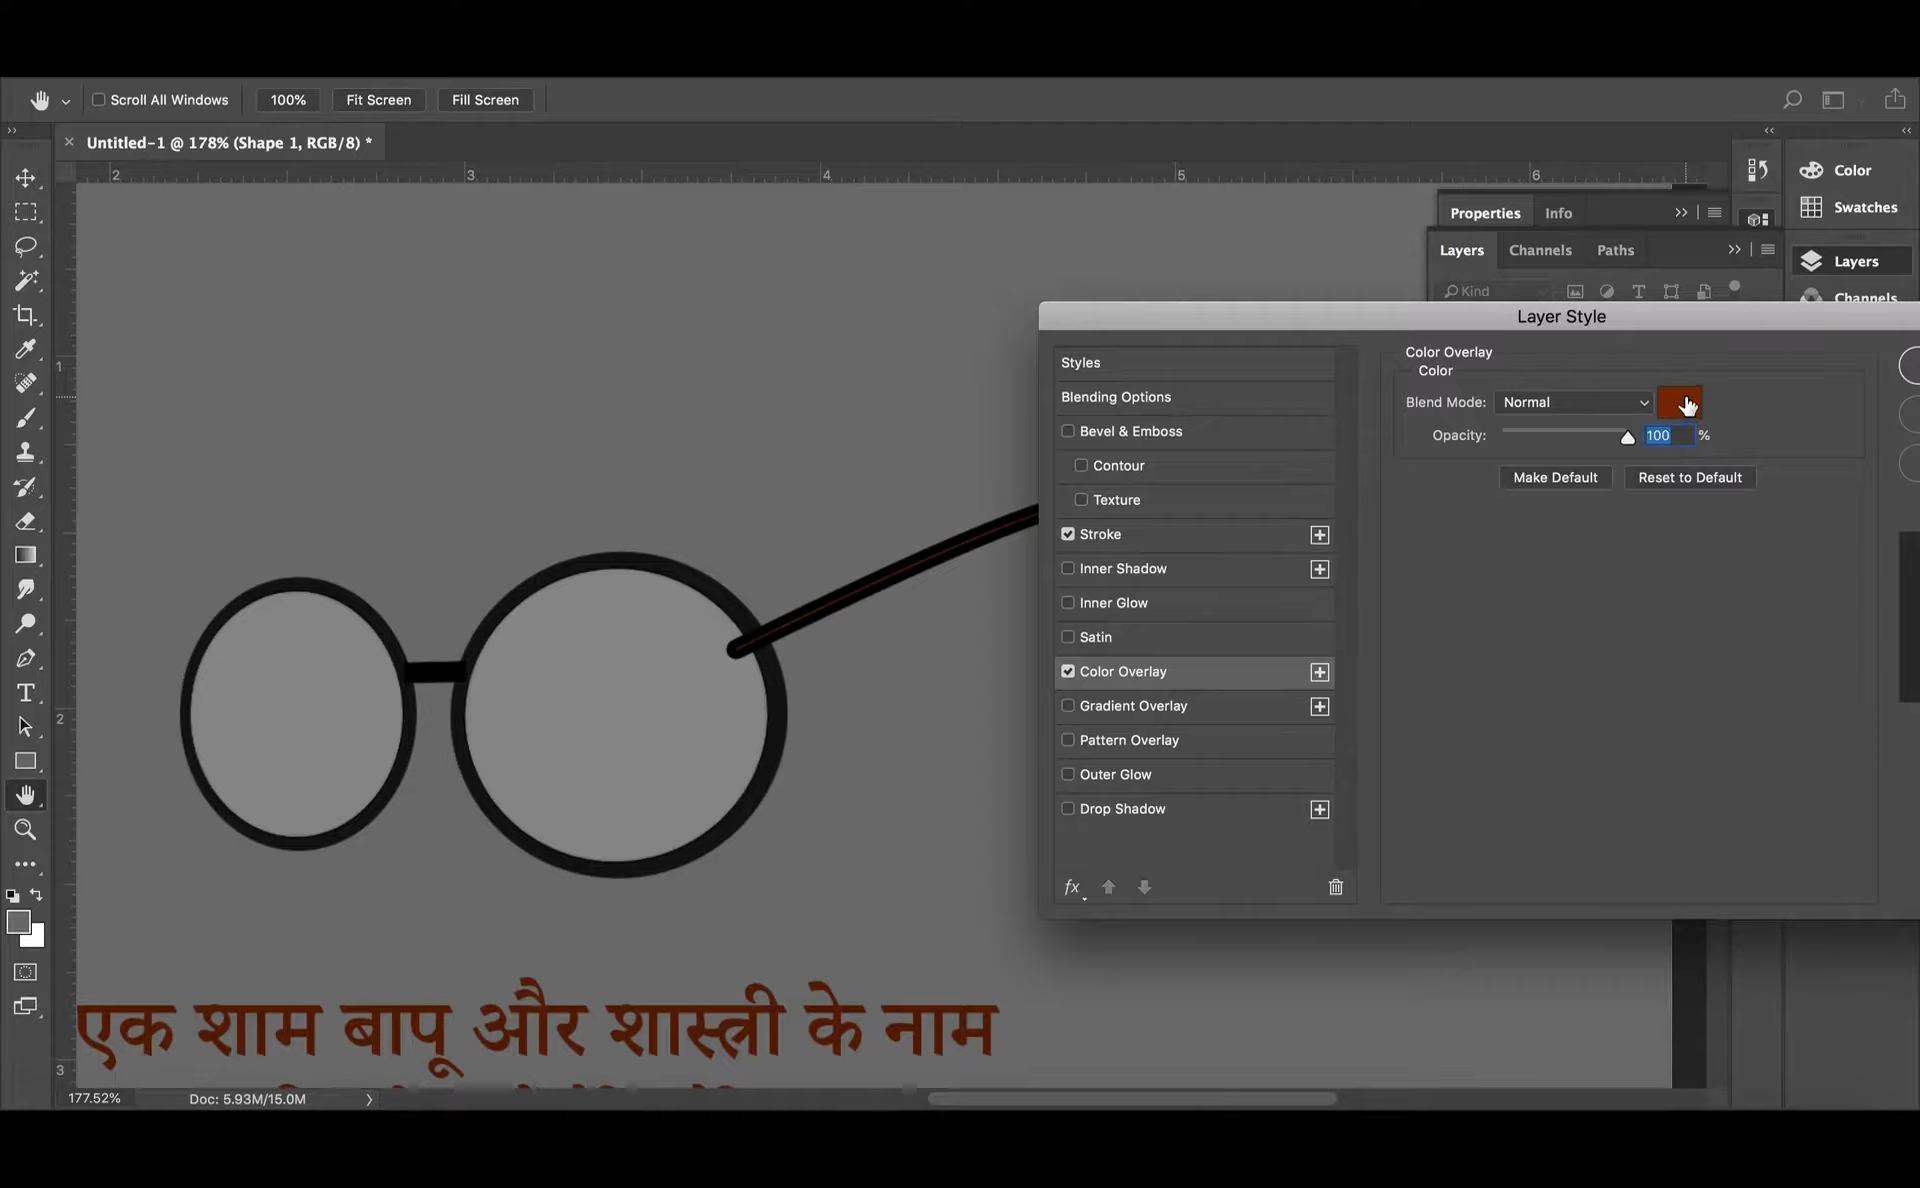 Scroll All Windows 100% Fit Screen Fill Screen
Untitled-1 @ 178% (Shape 1, RGB/8) *
2 3 4 5 6
1
2
3
Properties Info
Layers Channels Paths
Kind
Color
Swatches
Layers
Channels
Layer Style
Styles
Blending Options
Bevel & Emboss
Contour
Texture
Stroke
Inner Shadow
Inner Glow
Satin
Color Overlay
Gradient Overlay
Pattern Overlay
Outer Glow
Drop Shadow
fx
Color Overlay
Color
Blend Mode: Normal
Opacity: 100 %
Make Default Reset to Default
एक शाम बापू और शास्त्री के नाम
177.52% Doc: 5.93M/15.0M